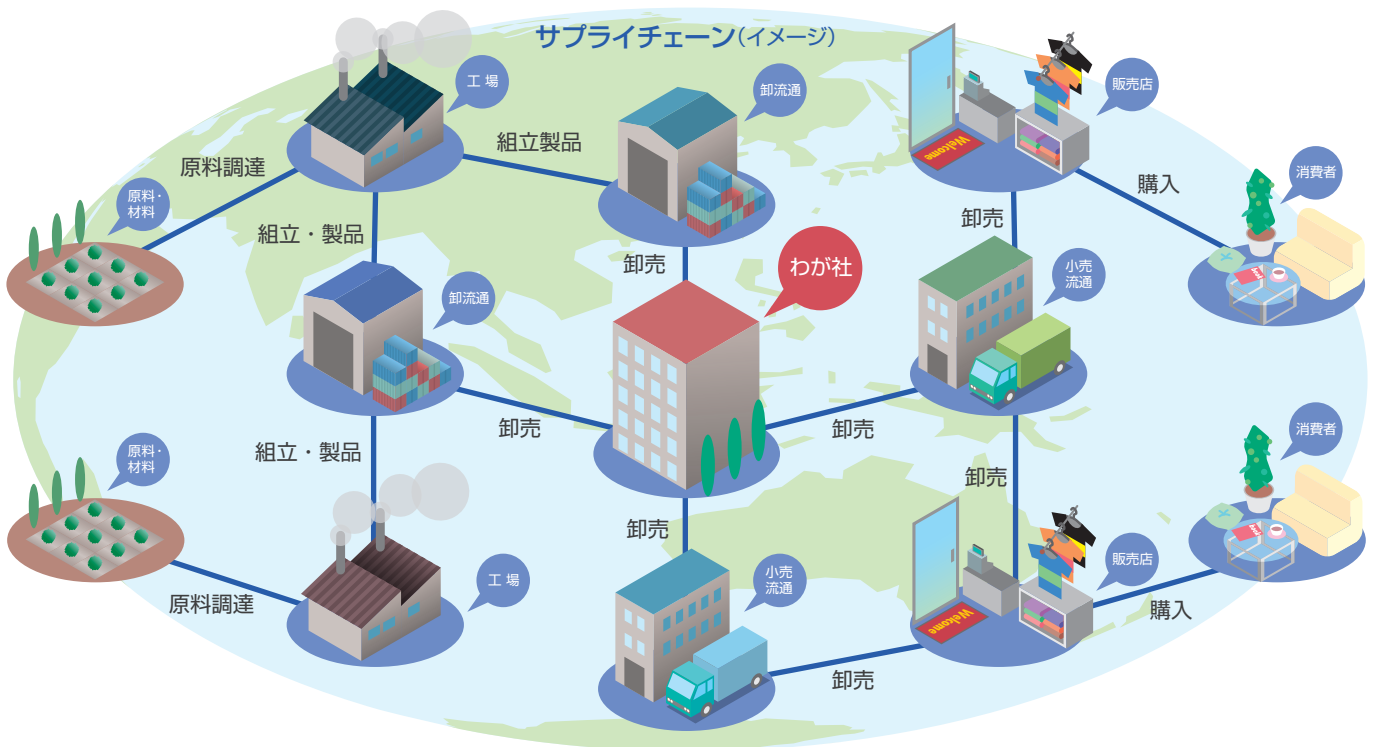 サプライチェーン(イメージ)
工 場
卸流通
販売店
組立製品
消費者
原料調達
購入
原料・
材料
卸売
組立・製品
卸売
わが社
小売
流通
卸流通
卸売
卸売
消費者
原料・
材料
組立・製品
卸売
卸売
工 場
小売
流通
販売店
原料調達
購入
卸売
Welcome
Welcome